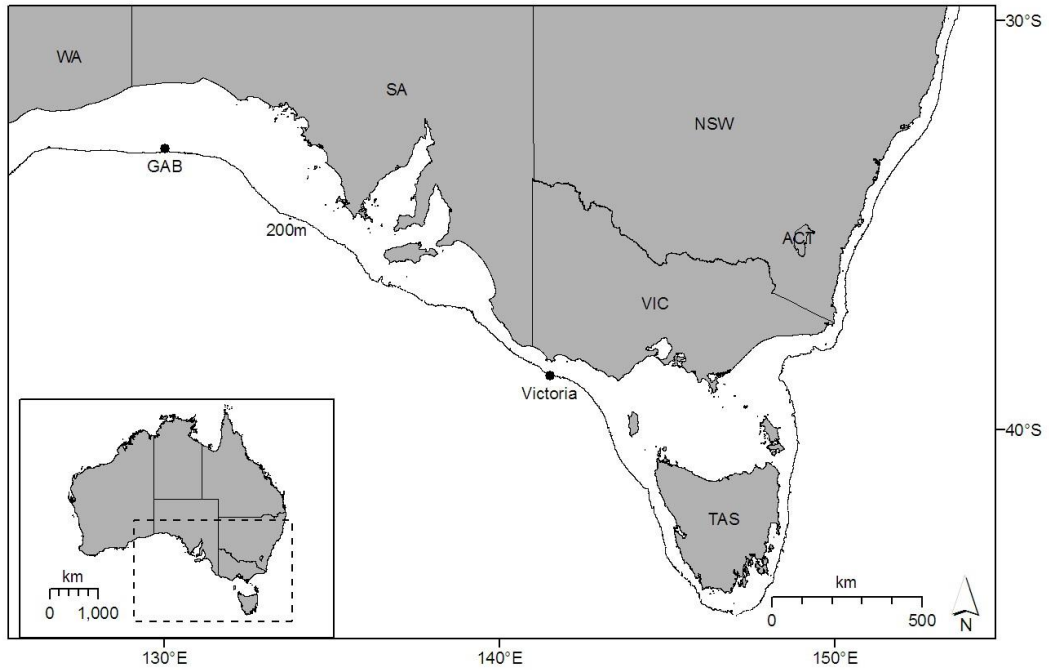 30°S
WA
SA
NSW
GAB
200m
ACT
VIC
Victoria
40°S
TAS
km
0 1,000
km
0 500
N
130°E 140°E 150°E